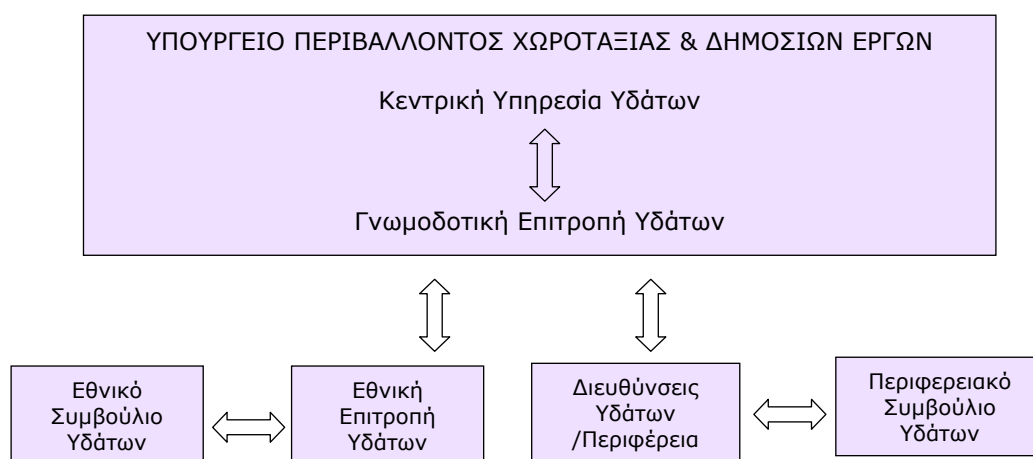 ΥΠΟΥΡΓΕΙΟ ΠΕΡΙΒΑΛΛΟΝΤΟΣ ΧΩΡΟΤΑΞΙΑΣ & ΔΗΜΟΣΙΩΝ ΕΡΓΩΝ
Κεντρική Υπηρεσία Υδάτων
Γνωμοδοτική Επιτροπή Υδάτων
Εθνικό
Συμβούλιο
Υδάτων
Εθνική
Επιτροπή
Υδάτων
Διευθύνσεις
Υδάτων
/Περιφέρεια
Περιφερειακό
Συμβούλιο
Υδάτων